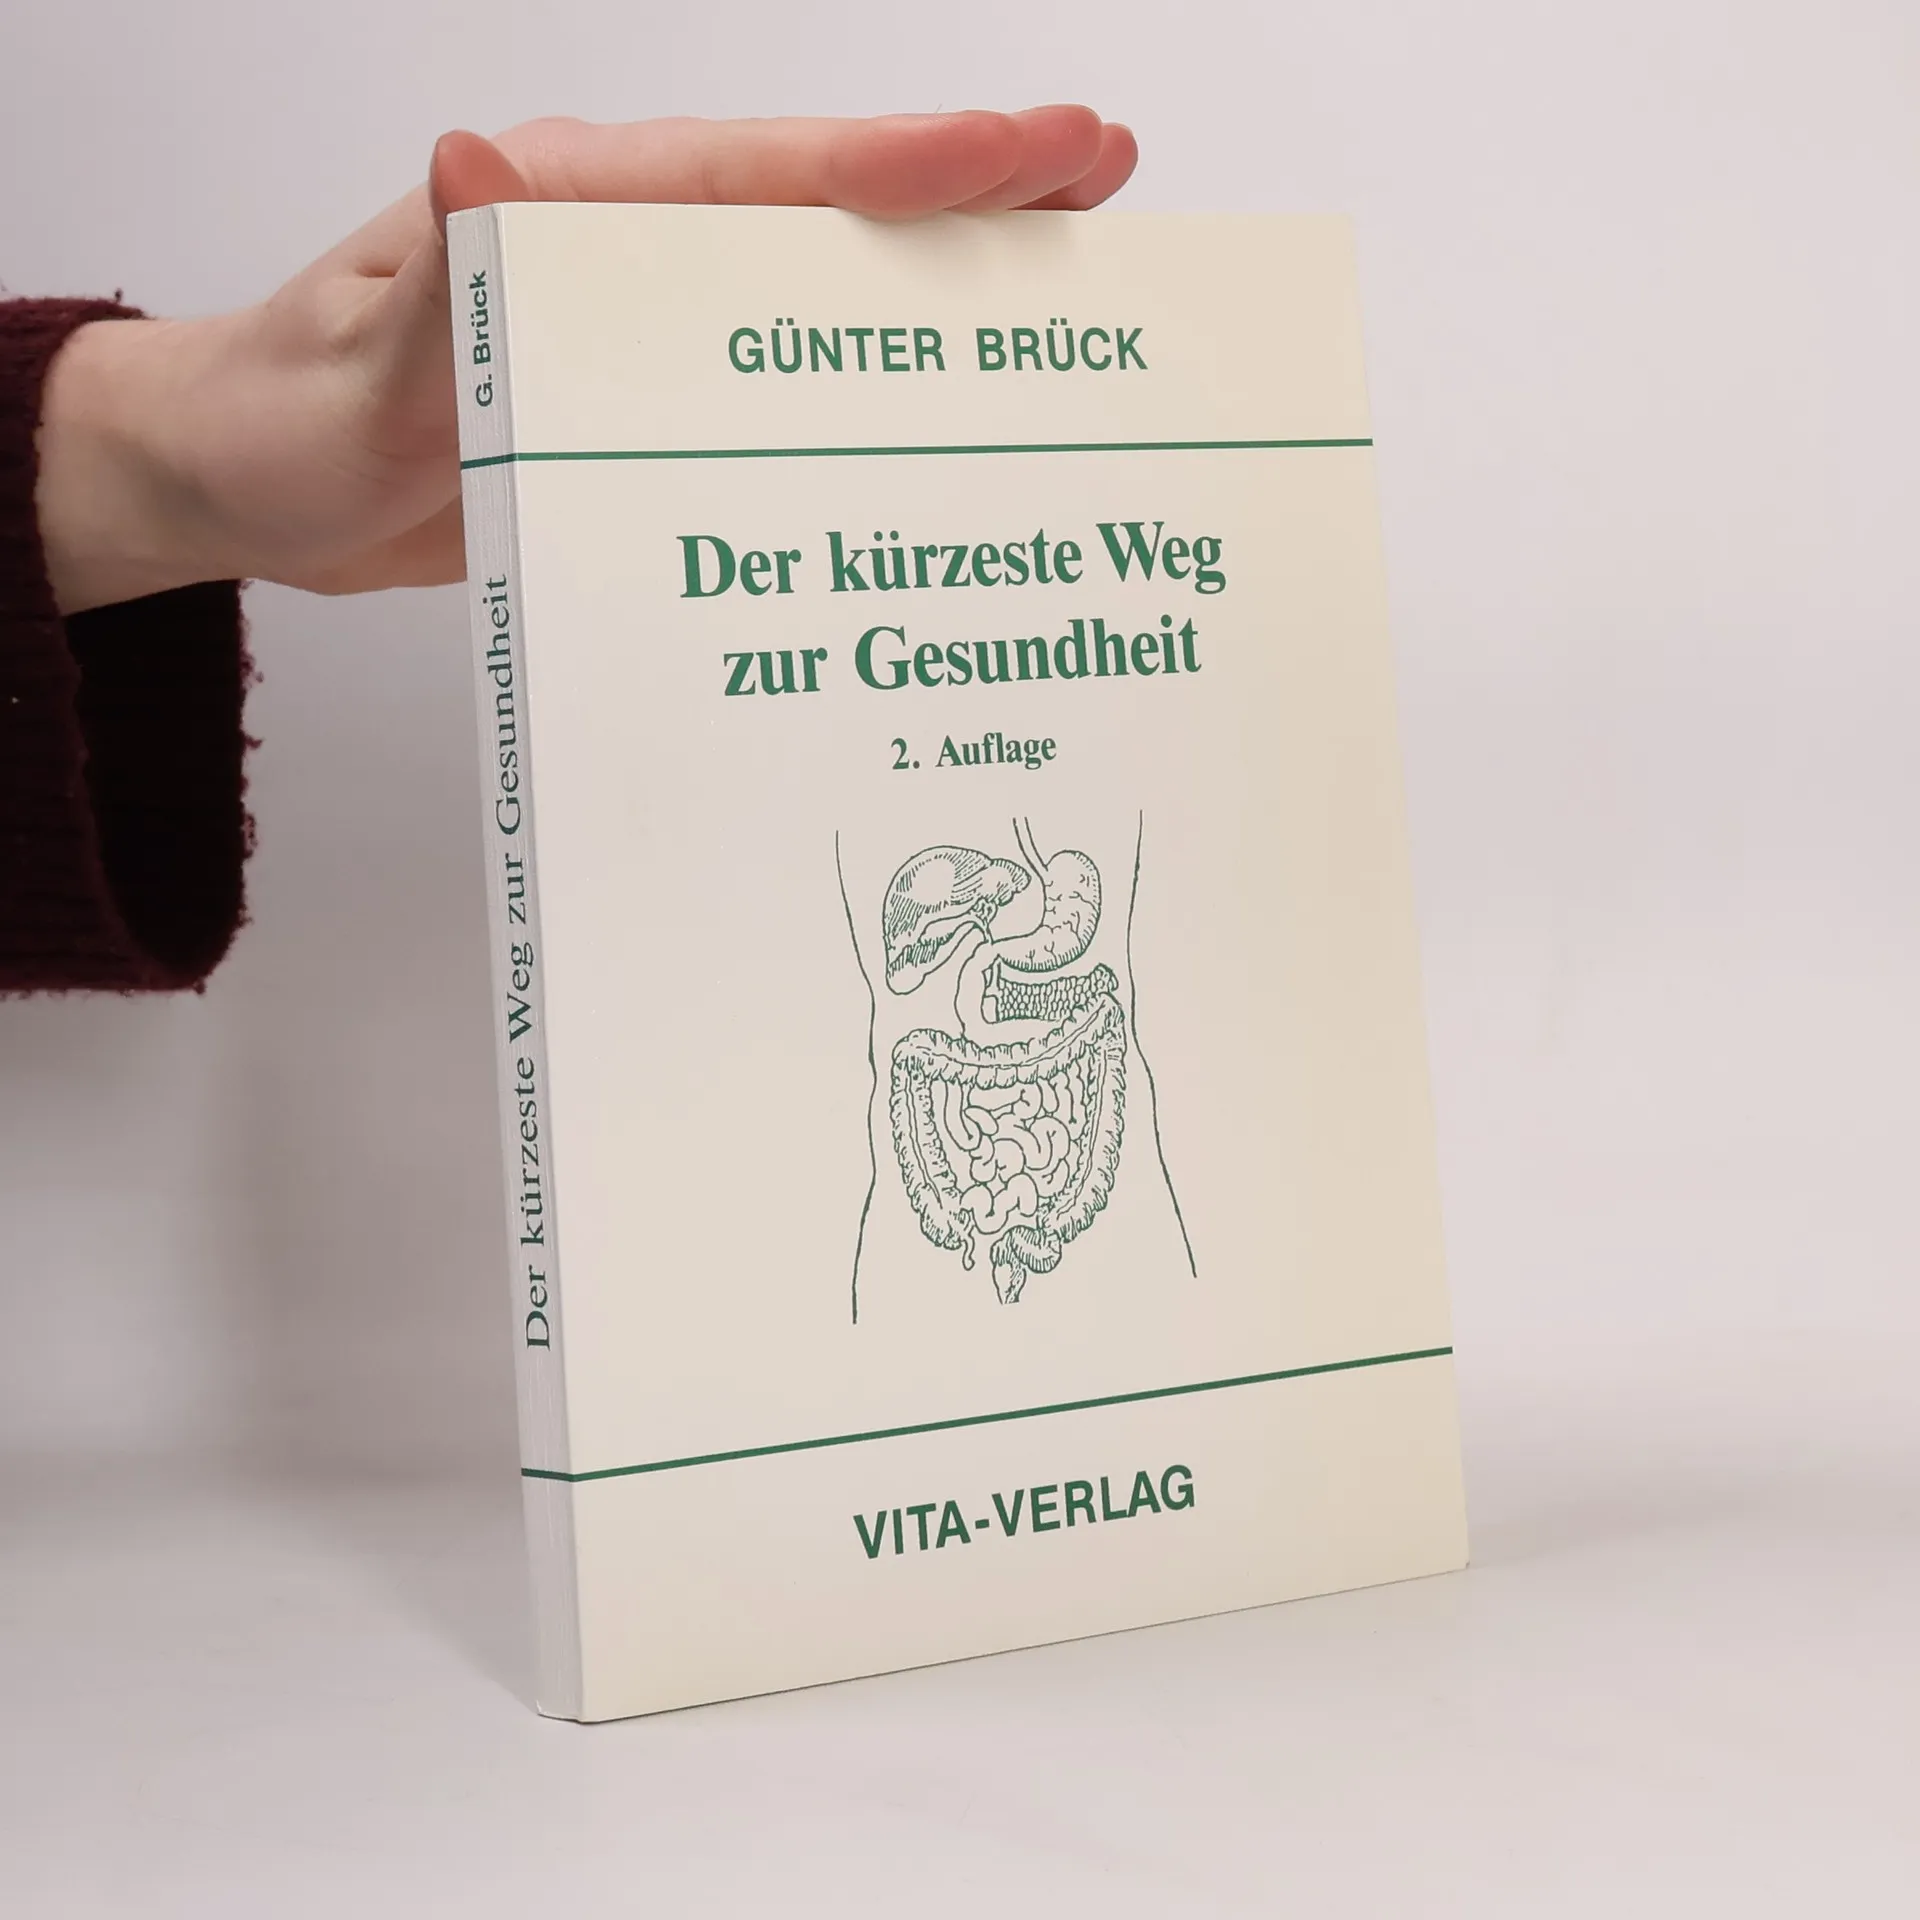 G. Brück
Der kürzeste Weg zur Gesundheit
GÜNTER BRÜCK
Der kürzeste Weg
zur Gesundheit
2. Auflage
VITA-VERLAG